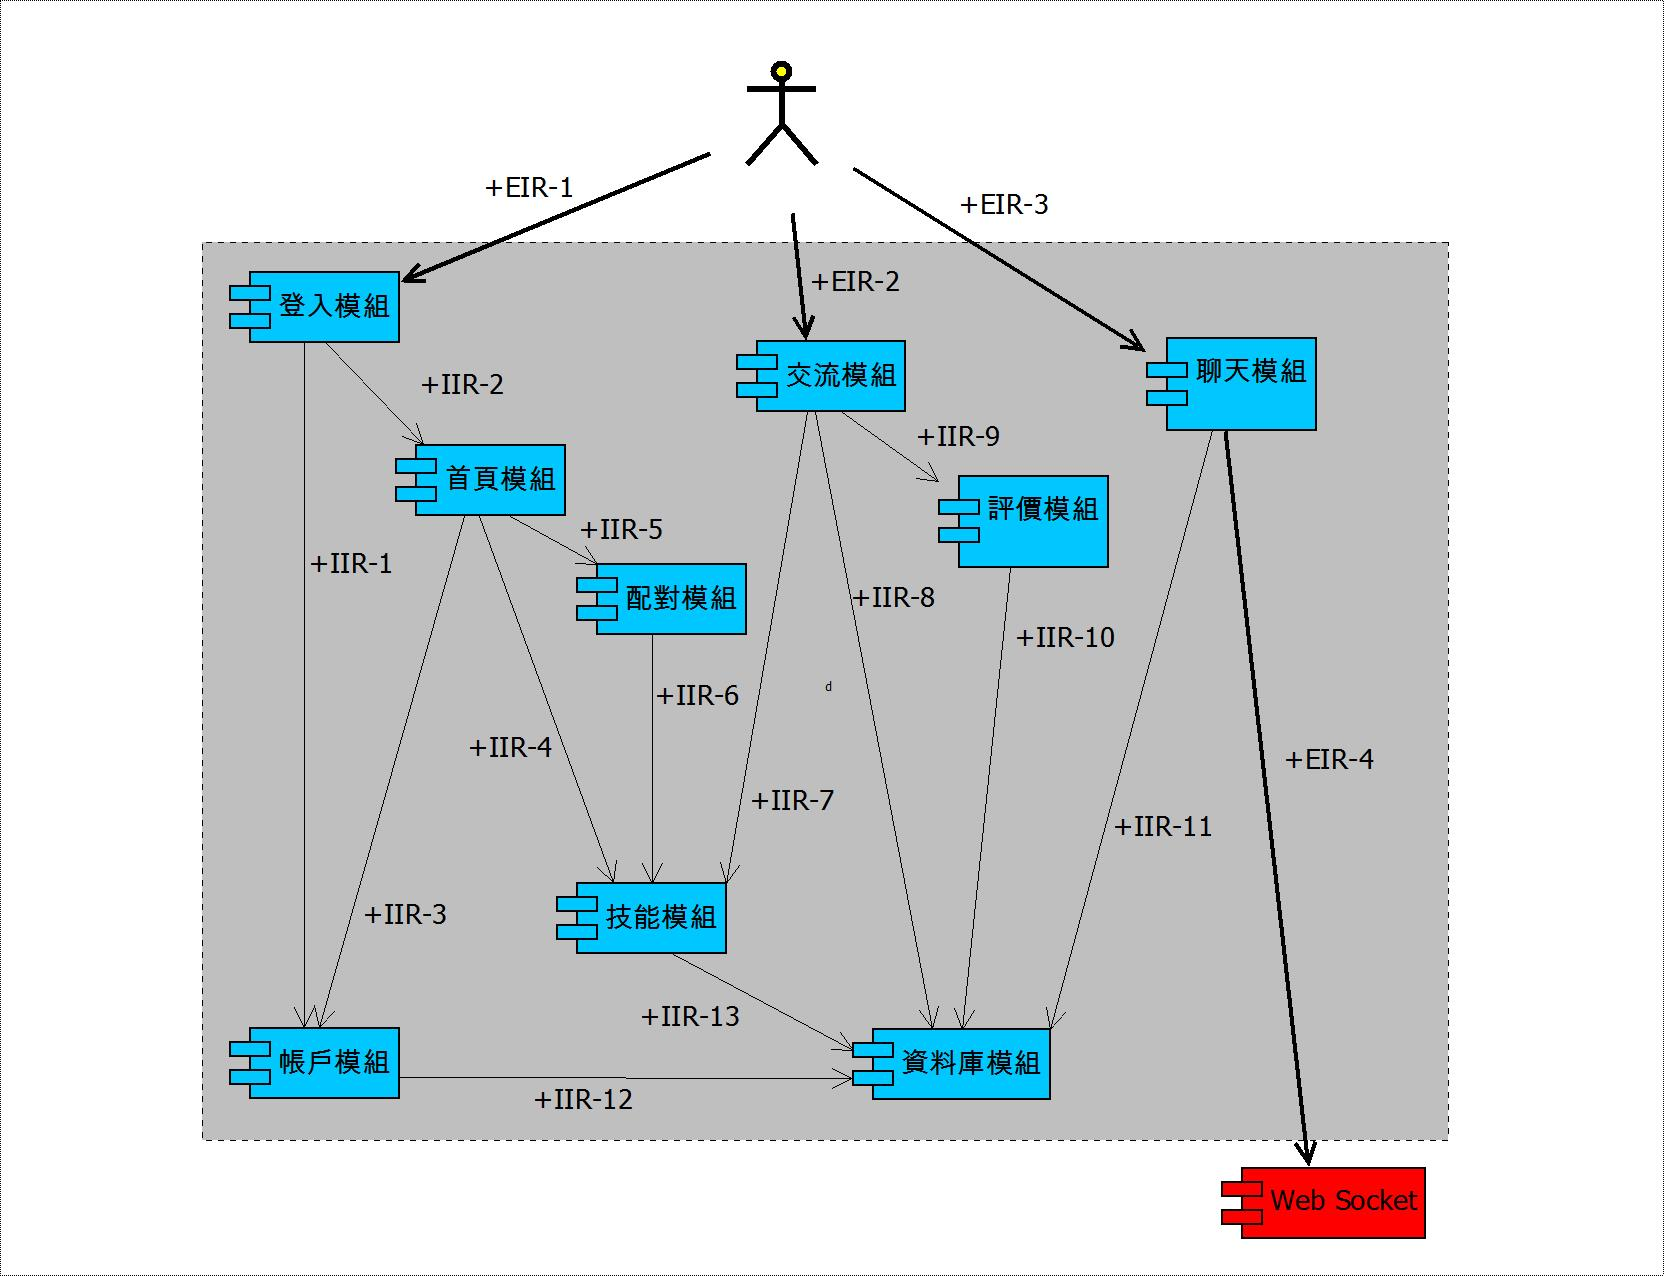 +EIR-1
+EIR-3
+EIR-2
登入模組
交流模組
聊天模組
+IIR-2
+IIR-9
首頁模組
評價模組
+IIR-5
+IIR-1
配對模組
+IIR-8
+IIR-10
d
+IIR-6
+IIR-4
+EIR-4
+IIR-7
+IIR-11
+IIR-3
技能模組
+IIR-13
帳戶模組
資料庫模組
+IIR-12
Web Socket